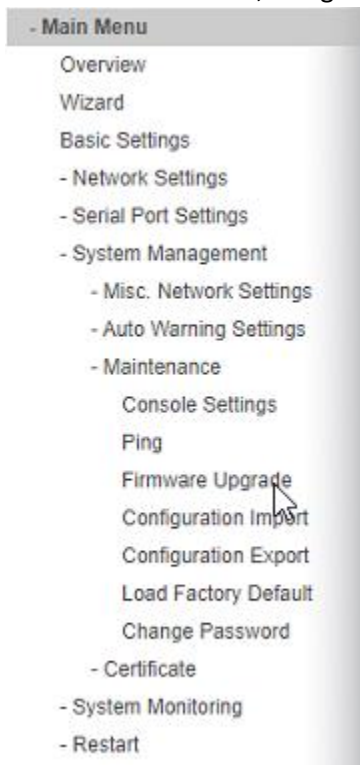 - Main Menu
Overview
Wizard
Basic Settings
- Network Settings
- Serial Port Settings
- System Management
- Misc. Network Settings
- Auto Warning Settings
- Maintenance
Console Settings
Ping
Firmware Upgrade
Configuration Import
Configuration Export
Load Factory Default
Change Password
- Certificate
- System Monitoring
- Restart